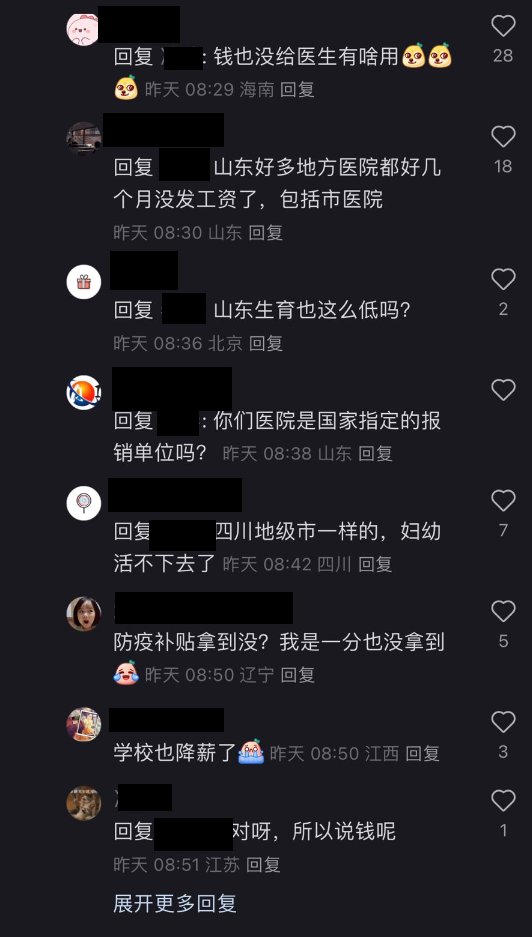 回复 : 钱也没给医生有啥用
昨天 08:29 海南 回复
28
回复 山东好多地方医院都好几
个月没发工资了，包括市医院
昨天 08:30 山东 回复
18
回复 山东生育也这么低吗?
昨天 08:36 北京 回复
2
回复 : 你们医院是国家指定的报
销单位吗? 昨天 08:38 山东 回复
回复 四川地级市一样的，妇幼
活不下去了 昨天 08:42 四川 回复
7
防疫补贴拿到没? 我是一分也没拿到
昨天 08:50 辽宁 回复
5
学校也降薪了 昨天 08:50 江西 回复
3
回复 对呀，所以说钱呢
昨天 08:51 江苏 回复
1
展开更多回复